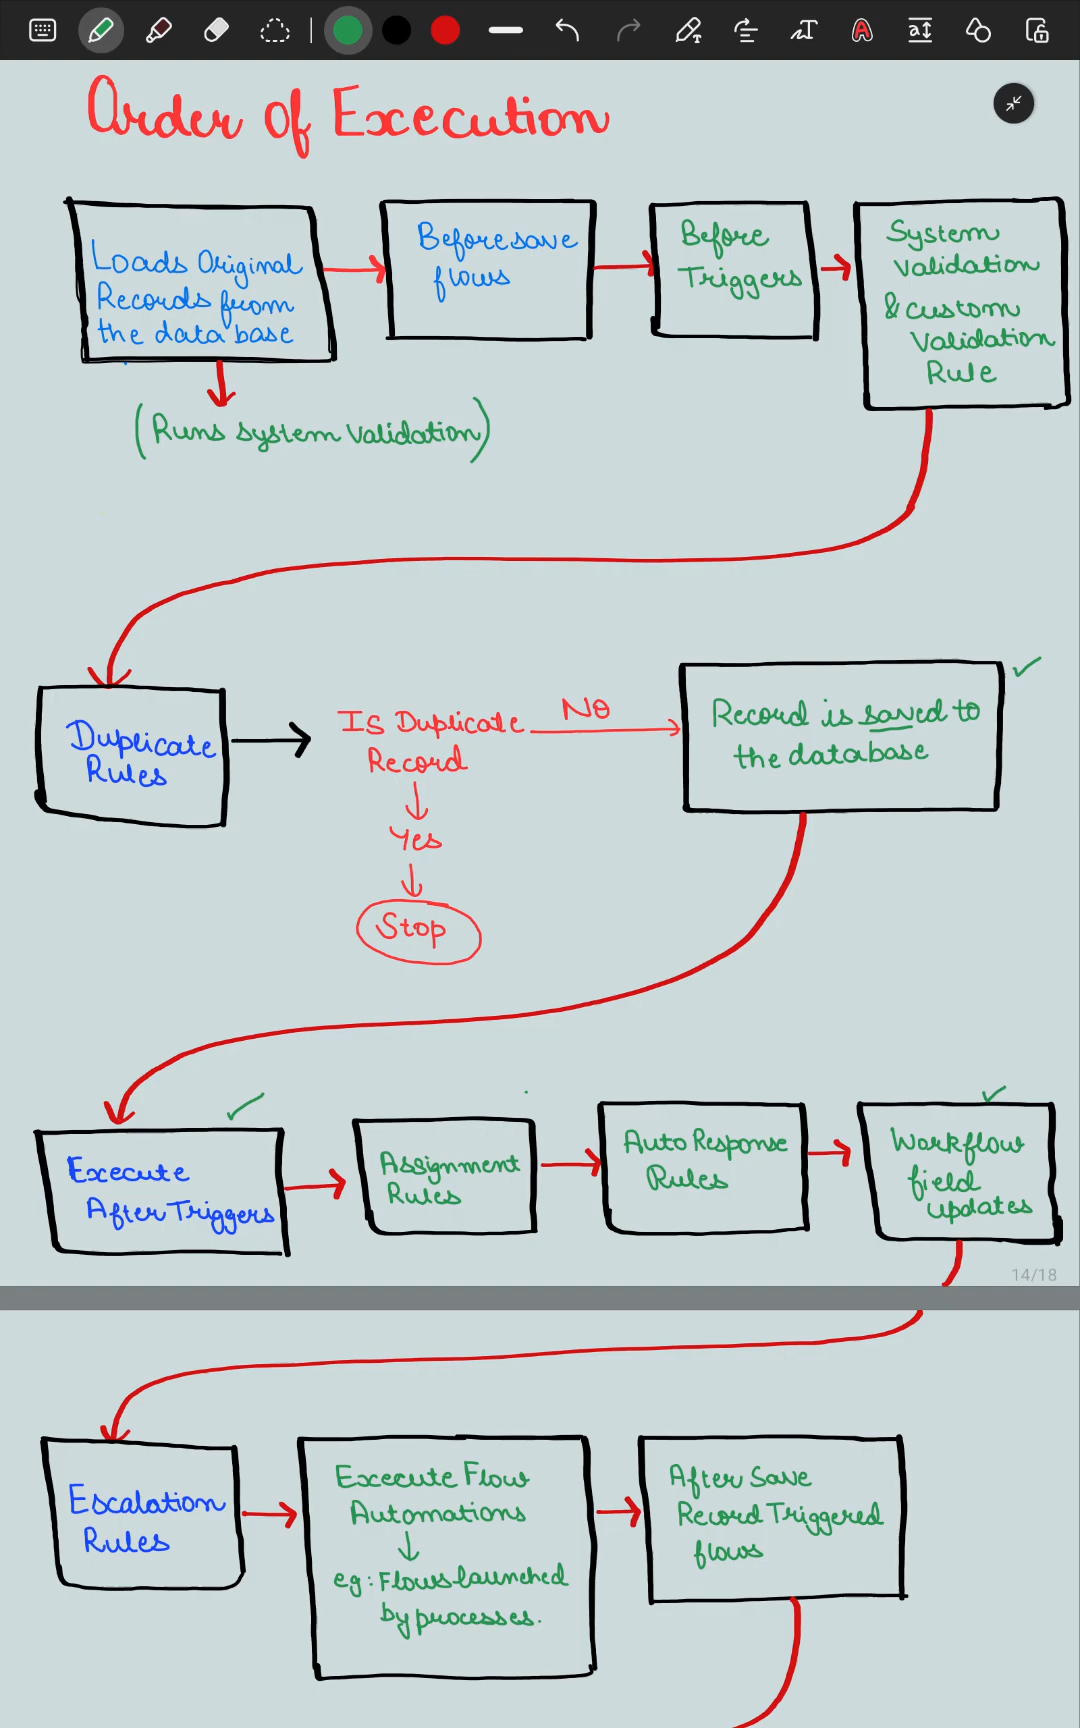 Order of Execution
Loads Original
Records from
the database
Before save
flows
Before
Triggers
System
validation
& custom
Validation
Rule
(Runs system validation)
Duplicate
Rules
Is Duplicate
Record
No
Yes
Stop
Record is saved to
the database
Execute
After Triggers
Assignment
Rules
Auto Response
Rules
Workflow
field
updates
14/18
Escalation
Rules
Execute Flow
Automations
eg: Flows launched
by processes.
After Save
Record Triggered
flows